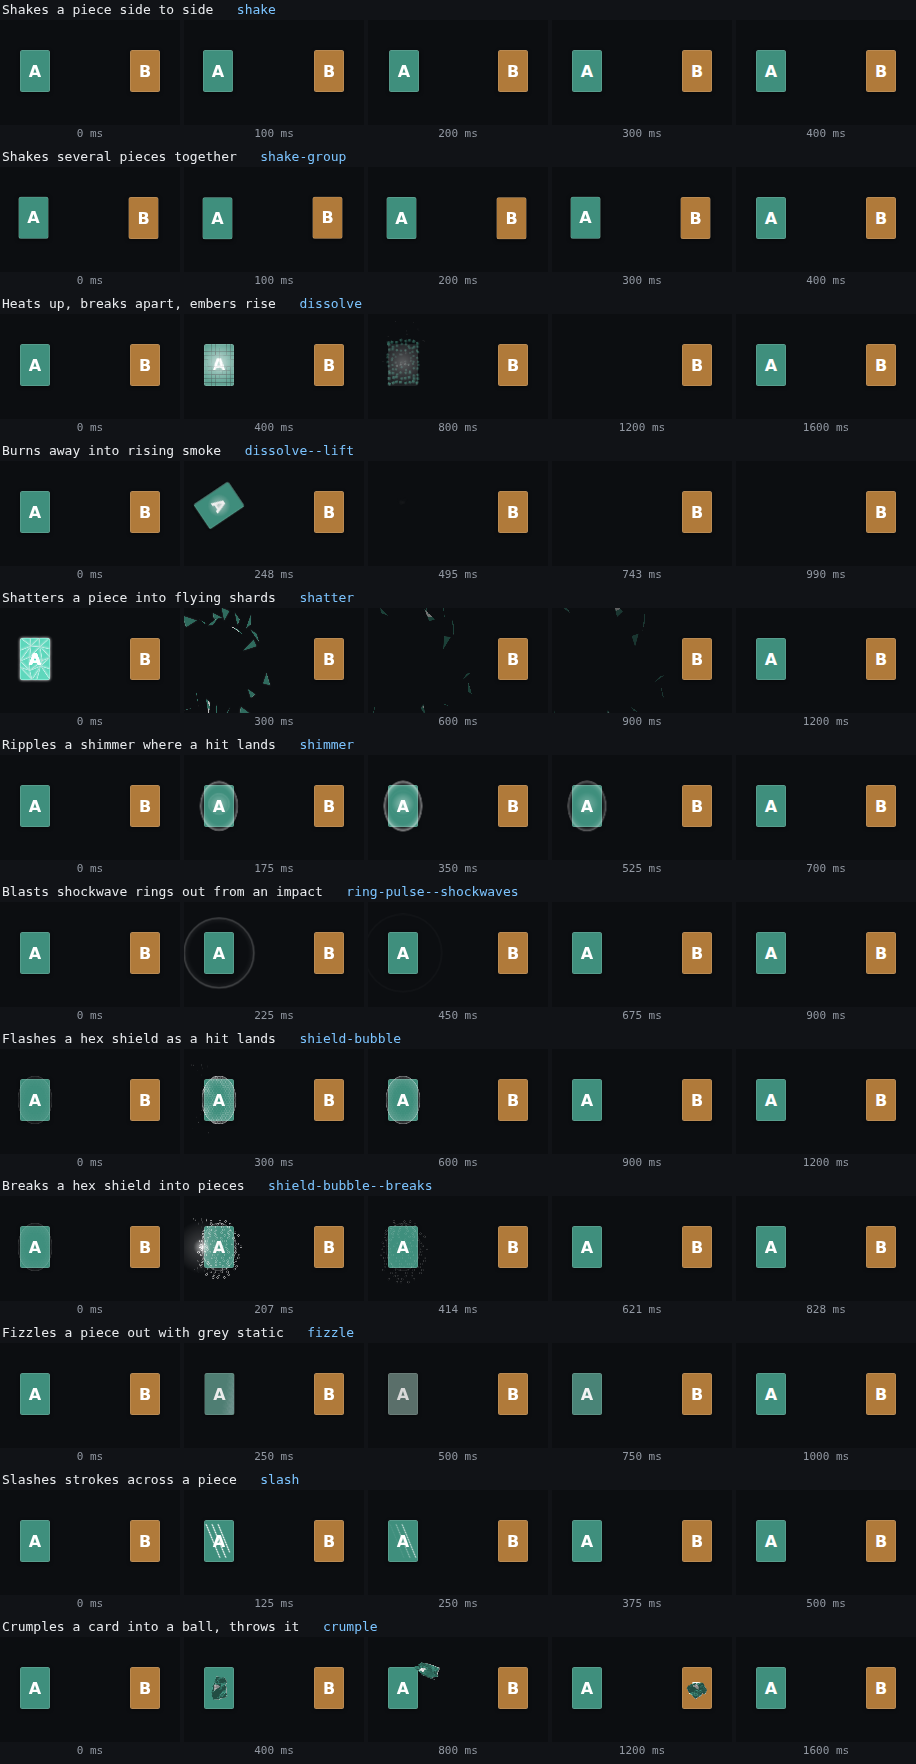 Shakes a piece side to side shake
A B A B A B A B A B
0 ms 100 ms 200 ms 300 ms 400 ms
Shakes several pieces together shake-group
A B A B A B A B A B
0 ms 100 ms 200 ms 300 ms 400 ms
Heats up, breaks apart, embers rise dissolve
A B A B B B A B
0 ms 400 ms 800 ms 1200 ms 1600 ms
Burns away into rising smoke dissolve--lift
A B A B B B B
0 ms 248 ms 495 ms 743 ms 990 ms
Shatters a piece into flying shards shatter
A B B B B A B
0 ms 300 ms 600 ms 900 ms 1200 ms
Ripples a shimmer where a hit lands shimmer
A B A B A B A B A B
0 ms 175 ms 350 ms 525 ms 700 ms
Blasts shockwave rings out from an impact ring-pulse--shockwaves
A B A B A B A B A B
0 ms 225 ms 450 ms 675 ms 900 ms
Flashes a hex shield as a hit lands shield-bubble
A B A B A B A B A B
0 ms 300 ms 600 ms 900 ms 1200 ms
Breaks a hex shield into pieces shield-bubble--breaks
A B A B A B A B A B
0 ms 207 ms 414 ms 621 ms 828 ms
Fizzles a piece out with grey static fizzle
A B A B A B A B A B
0 ms 250 ms 500 ms 750 ms 1000 ms
Slashes strokes across a piece slash
A B A B A B A B A B
0 ms 125 ms 250 ms 375 ms 500 ms
Crumples a card into a ball, throws it crumple
A B B A B A A B
0 ms 400 ms 800 ms 1200 ms 1600 ms